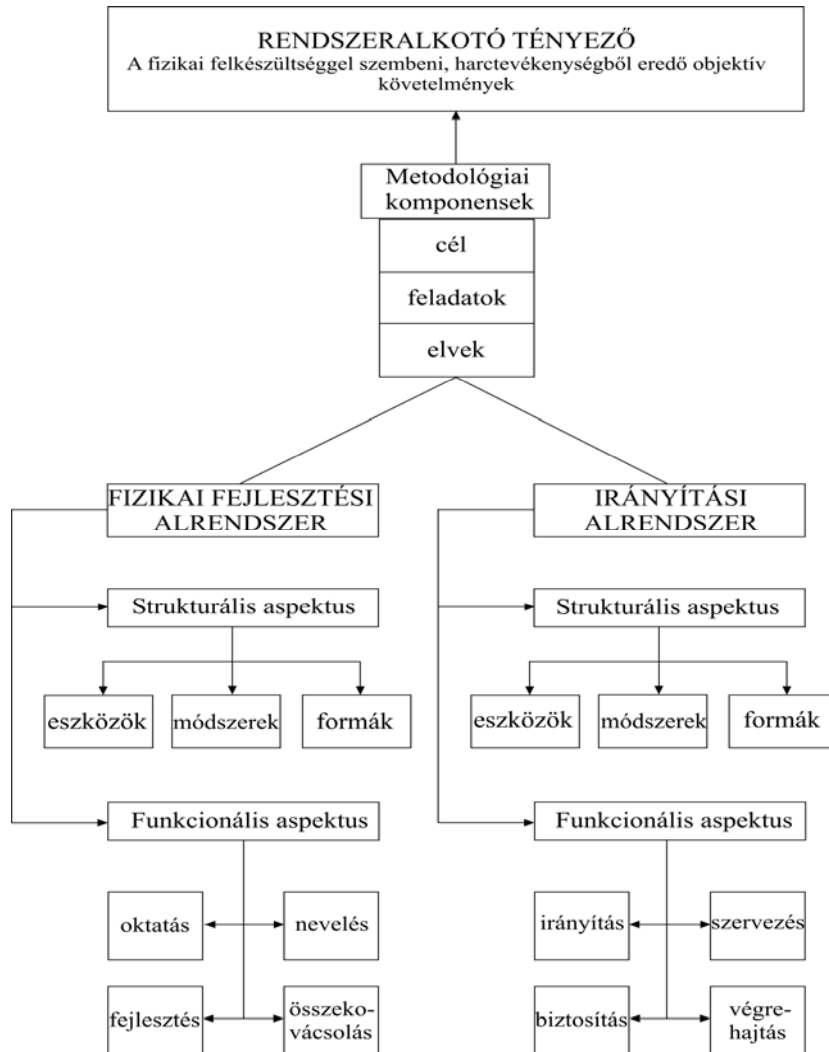 RENDSZERALKOTÓ TÉNYEZŐ
A fizikai felkészültséggel szembeni, harctevékenységből eredő objektív
követelmények
Metodológiai
komponensek
cél
feladatok
elvek
FIZIKAI FEJLESZTÉSI
ALRENDSZER
Strukturális aspektus
eszközök
módszerek
formák
Funkcionális aspektus
oktatás
nevelés
fejlesztés
összeko-
vácsolás
IRÁNYÍTÁSI
ALRENDSZER
Strukturális aspektus
eszközök
módszerek
formák
Funkcionális aspektus
irányítás
szervezés
biztosítás
végre-
hajtás